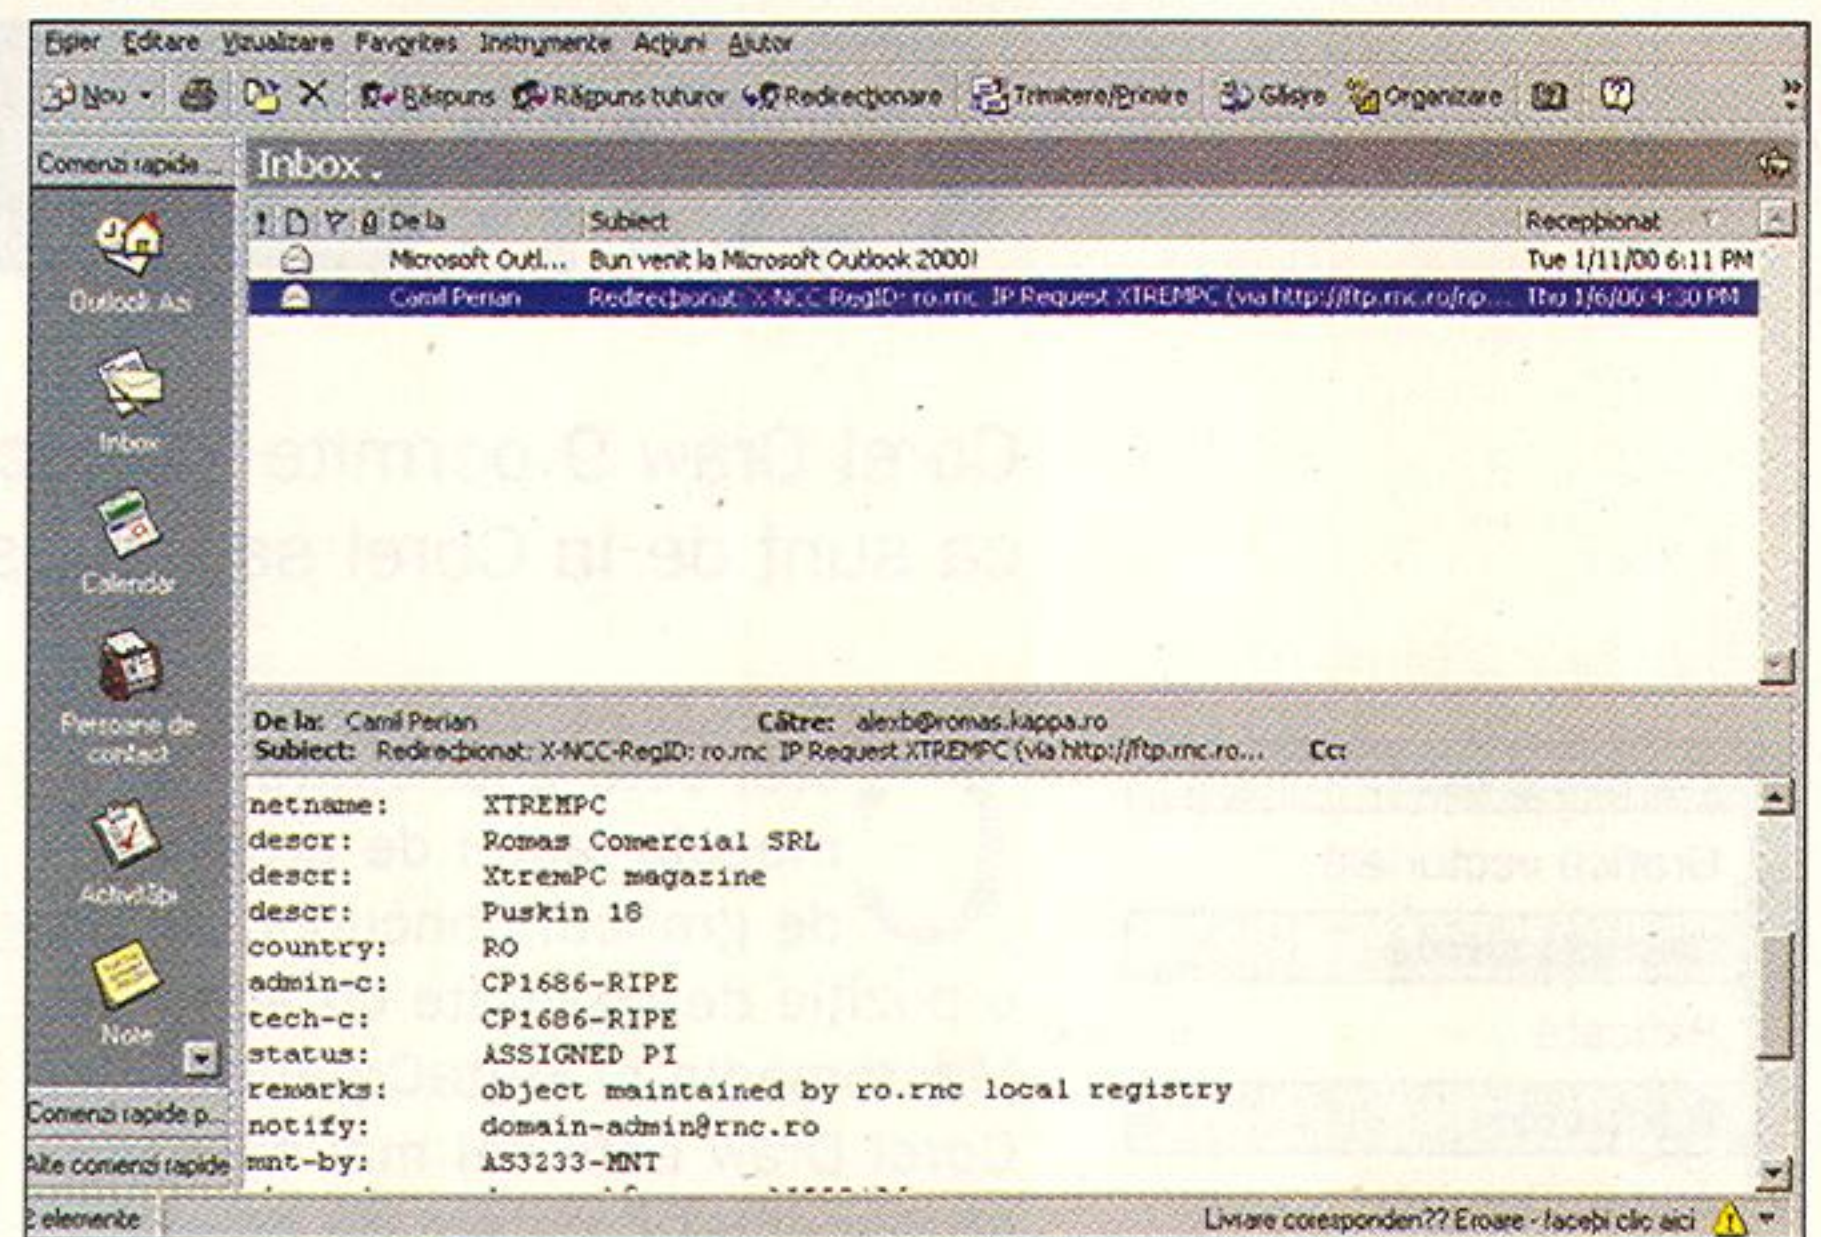 Fişier Editare Vizualizare Favorites Instrumente Acţiuni Ajutor
Nou Răspuns Răspuns tuturor Redirecţionare Trimitere/Primire Găsire Organizare
Comenzi rapide ... Inbox .
! De la Subiect Recepţionat
Microsoft Outl... Bun venit la Microsoft Outlook 2000! Tue 1/11/00 6:11 PM
Camil Perian Redirecţionat: X-NCC-RegID: ro.rnc IP Request XTREMPC (via http://ftp.rnc.ro/rip... Thu 1/6/00 4:30 PM
Outlook Azi
Inbox
Calendar
Persoane de
contact
Activităţi
Note
Comenzi rapide p...
Alte comenzi rapide
De la: Camil Perian Către: alexb@romas.kappa.ro
Subiect: Redirecţionat: X-NCC-RegID: ro.rnc IP Request XTREMPC (via http://ftp.rnc.ro... Cc:
netname: XTREMPC
descr: Romas Comercial SRL
descr: XtremPC magazine
descr: Puskin 18
country: RO
admin-c: CP1686-RIPE
tech-c: CP1686-RIPE
status: ASSIGNED PI
remarks: object maintained by ro.rnc local registry
notify: domain-admin@rnc.ro
mnt-by: AS3233-MNT
2 elemente Livrare coresponden?? Eroare - faceţi clic aici